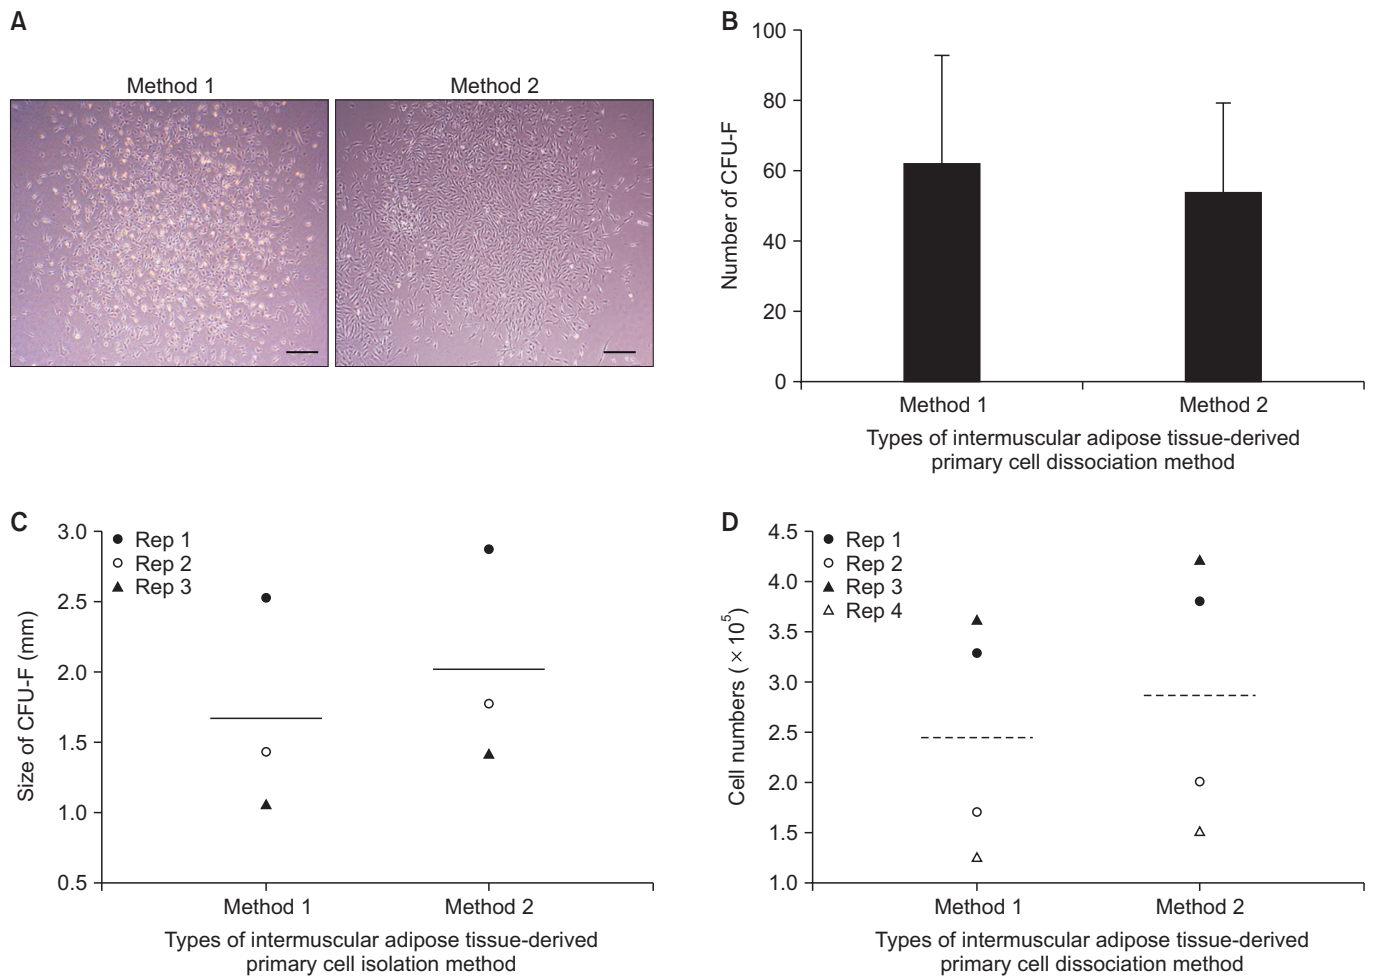 A
Method 1
Method 2
B
100
80
60
40
20
0
Number of CFU-F
Method 1
Method 2
Types of intermuscular adipose tissue-derived
primary cell dissociation method
C
3.0
2.5
2.0
1.5
1.0
0.5
Size of CFU-F (mm)
Rep 1
Rep 2
Rep 3
Method 1
Method 2
Types of intermuscular adipose tissue-derived
primary cell isolation method
D
4.5
4.0
3.5
3.0
2.5
2.0
1.5
1.0
Cell numbers (×10⁵)
Rep 1
Rep 2
Rep 3
Rep 4
Method 1
Method 2
Types of intermuscular adipose tissue-derived
primary cell dissociation method